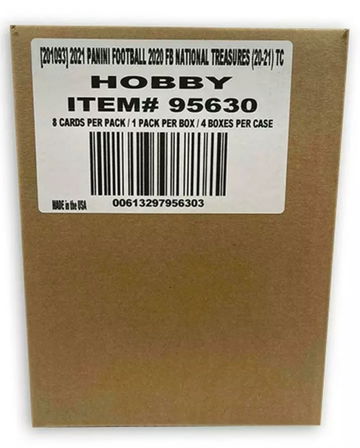 [201093] 2021 PANINI FOOTBALL 2020 FB NATIONAL TREASURES (20-21) TC
HOBBY
ITEM# 95630
8 CARDS PER PACK / 1 PACK PER BOX / 4 BOXES PER CASE
MADE in the USA
00613297956303